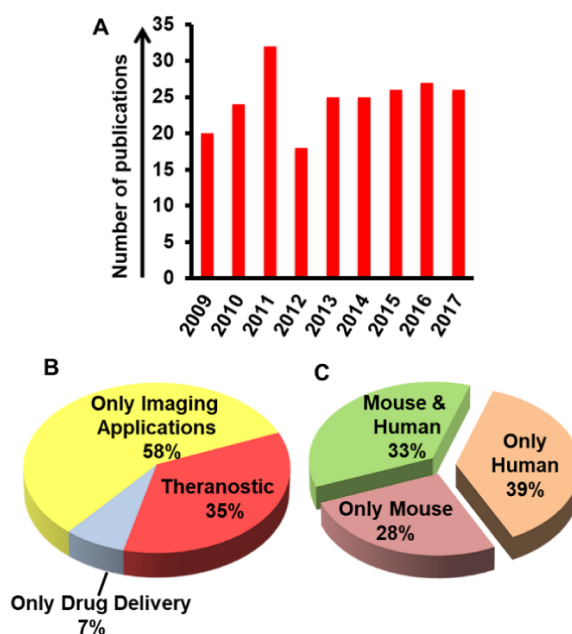 A
Number of publications
35
30
25
20
15
10
5
0
2009
2010
2011
2012
2013
2014
2015
2016
2017
B
Only Imaging
Applications
58%
Theranostic
35%
Only Drug Delivery
7%
C
Mouse & Human
33%
Only
Human
39%
Only Mouse
28%